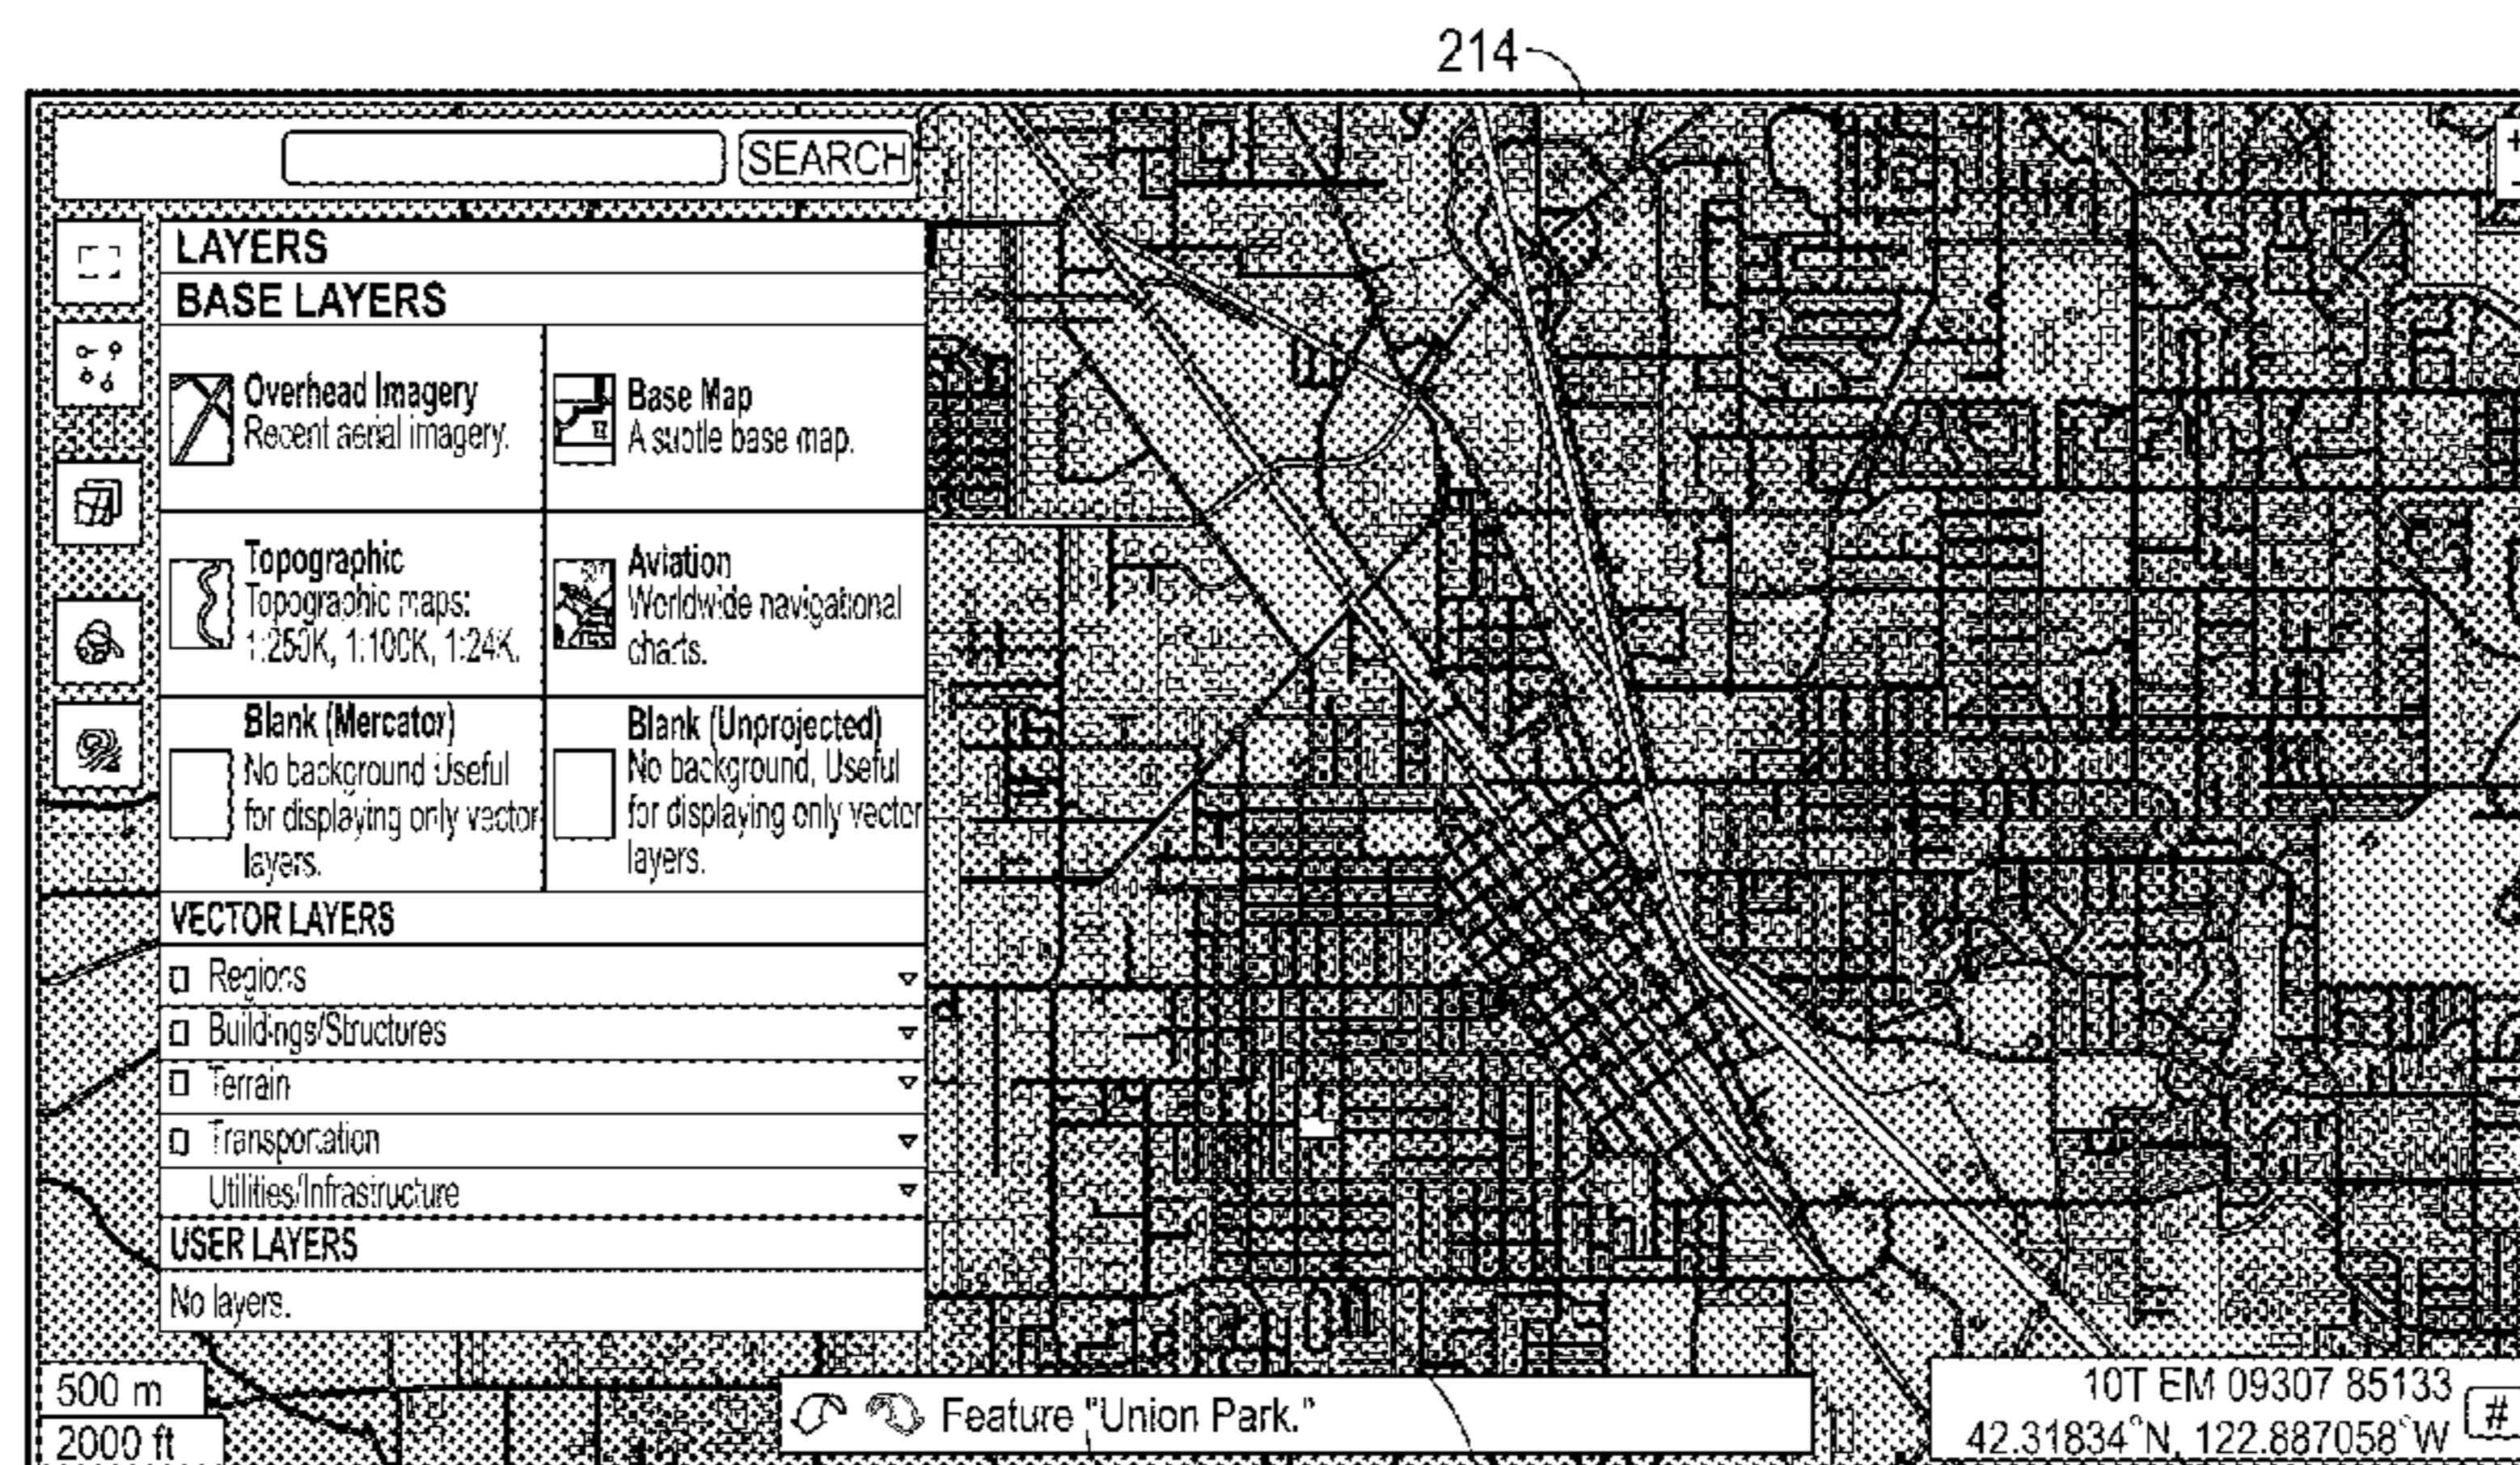 214
SEARCH
LAYERS
BASE LAYERS
Overhead Imagery
Recent aerial imagery.
Base Map
A subtle base map.
Topographic
Topographic maps:
1:250K, 1:100K, 1:24K.
Aviation
Worldwide navigational
charts.
Blank (Mercator)
No background Useful
for displaying only vector
layers.
Blank (Unprojected)
No background, Useful
for displaying only vector
layers.
VECTOR LAYERS
Regions
Buildings/Structures
Terrain
Transportation
Utilities/Infrastructure
USER LAYERS
No layers.
500 m
2000 ft
Feature "Union Park."
10T EM 09307 85133
42.31834°N, 122.887058°W
#